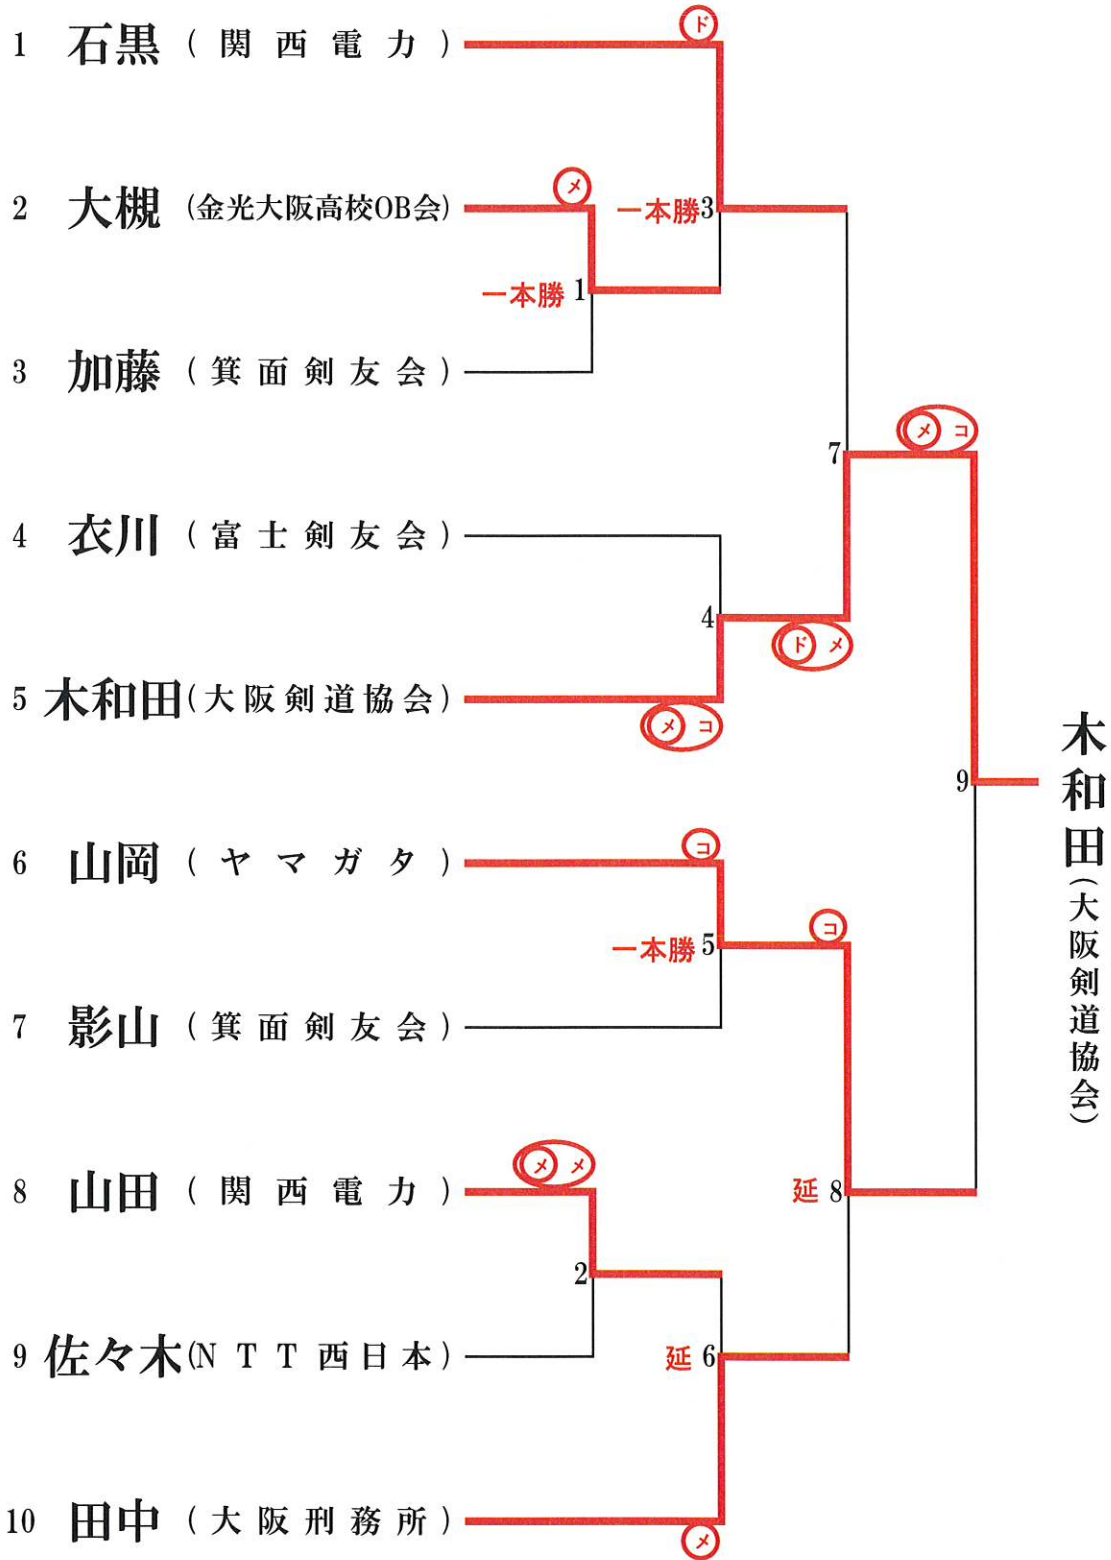 ド
1 石黒 (関西電力)
メ
2 大槻 (金光大阪高校OB会)
一本勝 3
一本勝 1
3 加藤 (箕面剣友会)
メ コ
7
4 衣川 (富士剣友会)
4
ド メ
5 木和田 (大阪剣道協会)
メ コ
木和田(大阪剣道協会)
9
コ
6 山岡 (ヤマガタ)
コ
一本勝 5
7 影山 (箕面剣友会)
メ メ
8 山田 (関西電力)
延 8
2
9 佐々木 (NTT西日本)
延 6
10 田中 (大阪刑務所)
メ